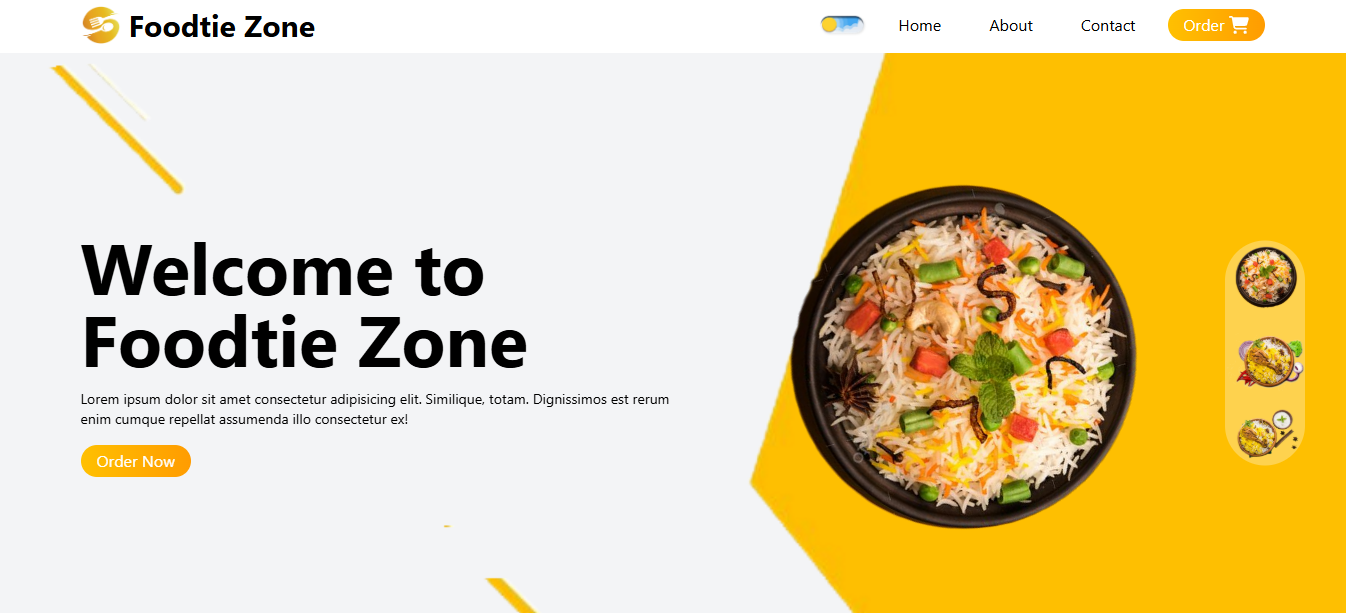 Foodtie Zone
Home
About
Contact
Order
Welcome to
Foodtie Zone
Lorem ipsum dolor sit amet consectetur adipisicing elit. Similique, totam. Dignissimos est rerum
enim cumque repellat assumenda illo consectetur ex!
Order Now